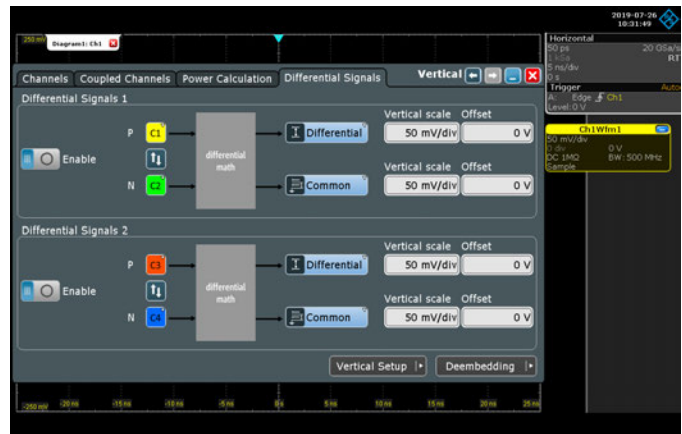 2019-07-26
10:31:49
250 mV
Diagram1: Ch1
Horizontal
50 ps 20 GSa/s
1 kSa RT
5 ns/div
0 s
Trigger Auto
A: Edge Ch1
Level: 0 V
Ch1Wfm1
50 mV/div
0 div 0 V
DC 1MΩ BW: 500 MHz
Sample
Channels Coupled Channels Power Calculation Differential Signals Vertical
Differential Signals 1
Vertical scale Offset
P C1 Differential 50 mV/div 0 V
Enable differential math
Vertical scale Offset
N C2 Common 50 mV/div 0 V
Differential Signals 2
Vertical scale Offset
P C3 Differential 50 mV/div 0 V
Enable differential math
Vertical scale Offset
N C4 Common 50 mV/div 0 V
Vertical Setup Deembedding
-250 mV -20 ns -15 ns -10 ns -5 ns 0 s 5 ns 10 ns 15 ns 20 ns 25 ns